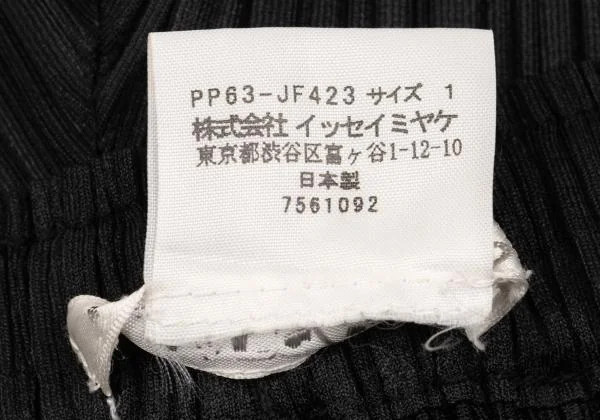 PP63-JF423 サイズ 1
株式会社 イッセイミヤケ
東京都渋谷区富ヶ谷1-12-10
日本製
7561092